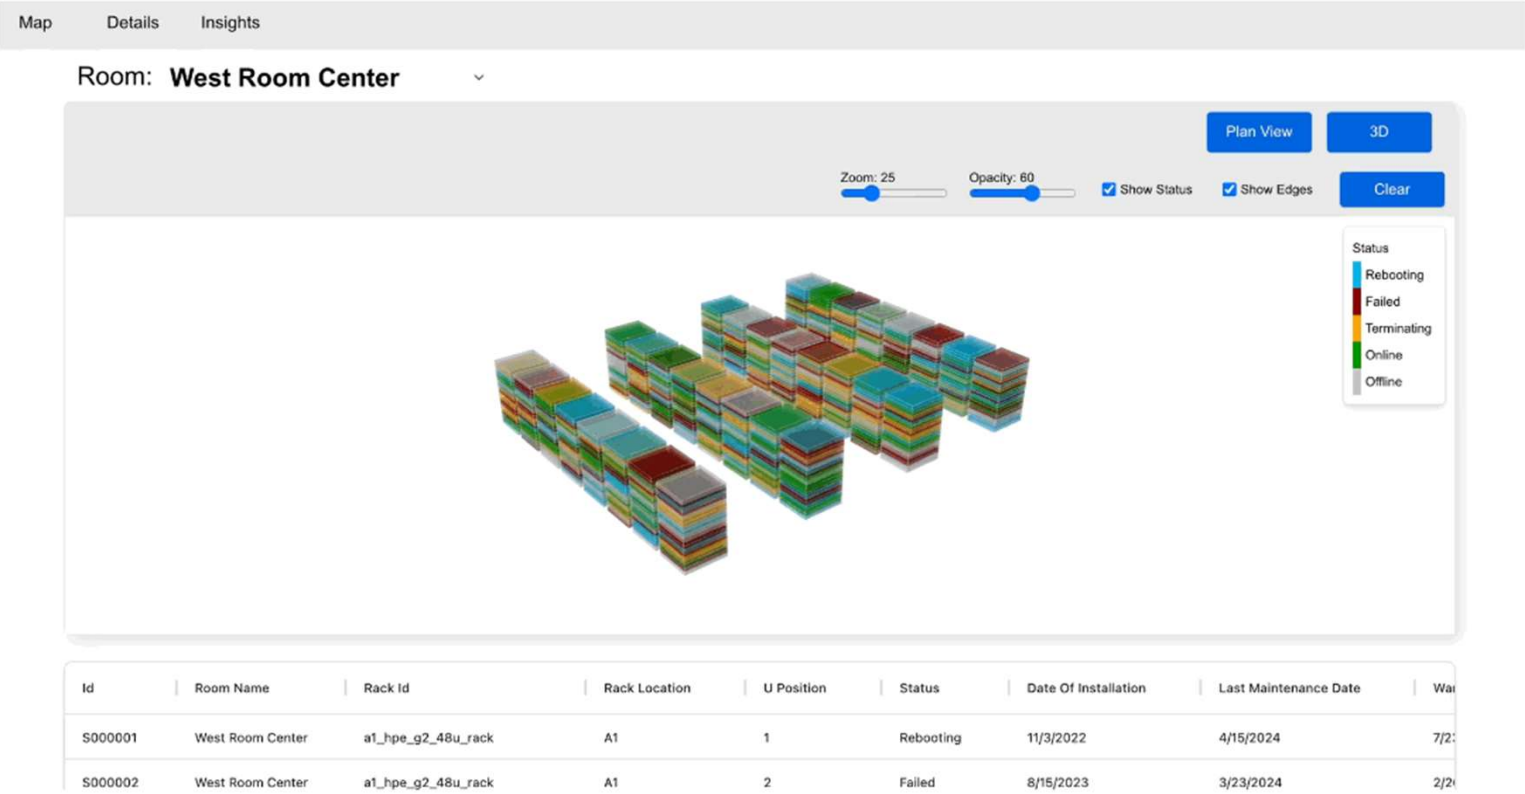 Map Details Insights
Room: West Room Center
Plan View 3D
Zoom: 25 Opacity: 60 Show Status Show Edges Clear
Status
Rebooting
Failed
Terminating
Online
Offline
Id Room Name Rack Id Rack Location U Position Status Date Of Installation Last Maintenance Date
S000001 West Room Center a1_hpe_g2_48u_rack A1 1 Rebooting 11/3/2022 4/15/2024
S000002 West Room Center a1_hpe_g2_48u_rack A1 2 Failed 8/15/2023 3/23/2024